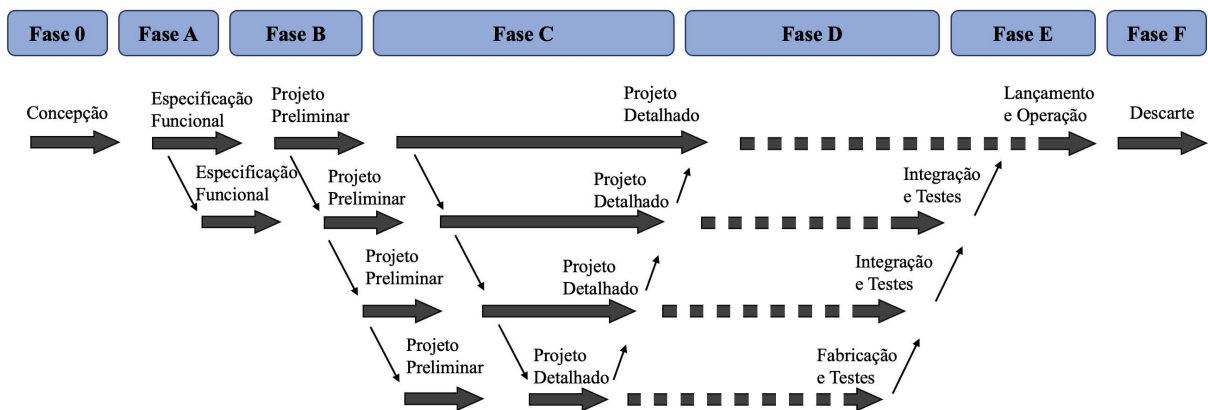 Fase 0
Fase A
Fase B
Fase C
Fase D
Fase E
Fase F
Concepção
Especificação
Funcional
Projeto
Preliminar
Projeto
Detalhado
Lançamento
e Operação
Descarte
Especificação
Funcional
Projeto
Preliminar
Projeto
Detalhado
Integração
e Testes
Projeto
Preliminar
Projeto
Detalhado
Integração
e Testes
Projeto
Preliminar
Projeto
Detalhado
Fabricação
e Testes